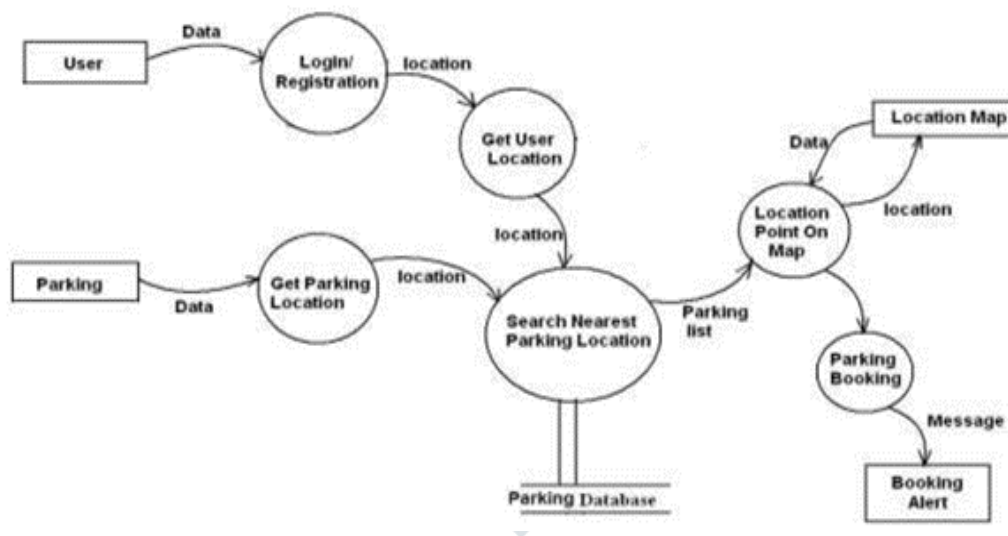 Data
User
Login/
Registration
location
Get User
Location
location
Parking
Data
Get Parking
Location
location
Search Nearest
Parking Location
Parking
list
Location Map
Data
location
Location
Point On
Map
Parking
Booking
Message
Booking
Alert
Parking Database